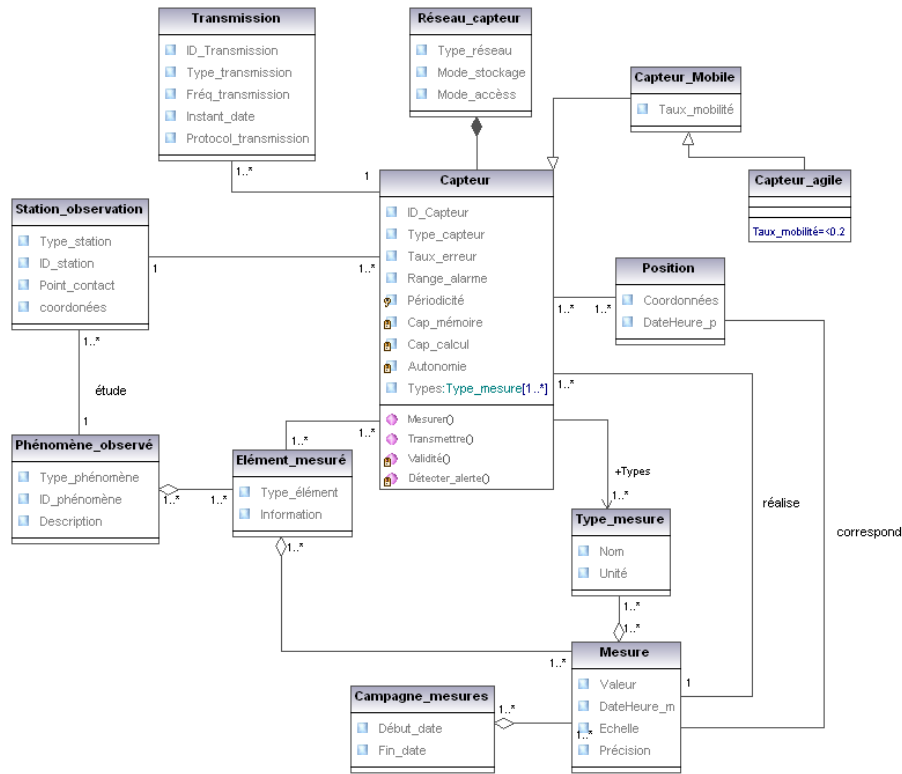 Transmission
ID_Transmission
Type_transmission
Fréq_transmission
Instant_date
Protocol_transmission
1..*
Réseau_capteur
Type_réseau
Mode_stockage
Mode_accèss
Capteur_Mobile
Taux_mobilité
Capteur_agile
Taux_mobilité=<0.2
Station_observation
Type_station
ID_station
Point_contact
coordonées
1
1..*
1..*
étude
1
1
Capteur
ID_Capteur
Type_capteur
Taux_erreur
Range_alarme
Périodicité
Cap_mémoire
Cap_calcul
Autonomie
Types:Type_mesure[1..*]
Mesurer()
Transmettre()
Validité()
Détecter_alerte()
Position
Coordonnées
DateHeure_p
1..*
1..*
1..*
Phénomène_observé
Type_phénomène
ID_phénomène
Description
1..*
1..*
Elément_mesuré
Type_élément
Information
1..*
1..*
1..*
+Types
1..*
Type_mesure
Nom
Unité
1..*
1..*
réalise
correspond
Mesure
Valeur
DateHeure_m
Echelle
Précision
1..*
1
1..*
Campagne_mesures
Début_date
Fin_date
1..*